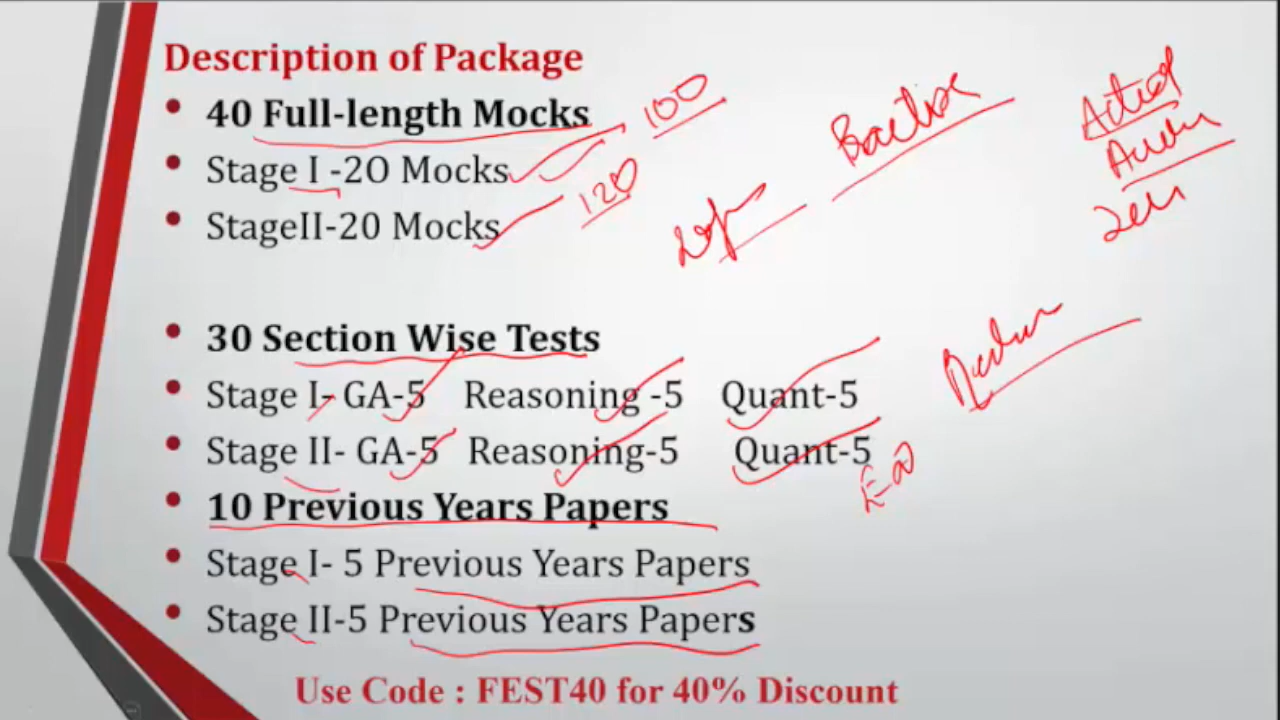 Description of Package
40 Full-length Mocks
100
Stage I -2O Mocks
120
StageII-20 Mocks
30 Section Wise Tests
Stage I- GA-5 Reasoning -5 Quant-5
Stage II- GA-5 Reasoning-5 Quant-5
10 Previous Years Papers
Stage I- 5 Previous Years Papers
Stage II-5 Previous Years Papers
Use Code : FEST40 for 40% Discount